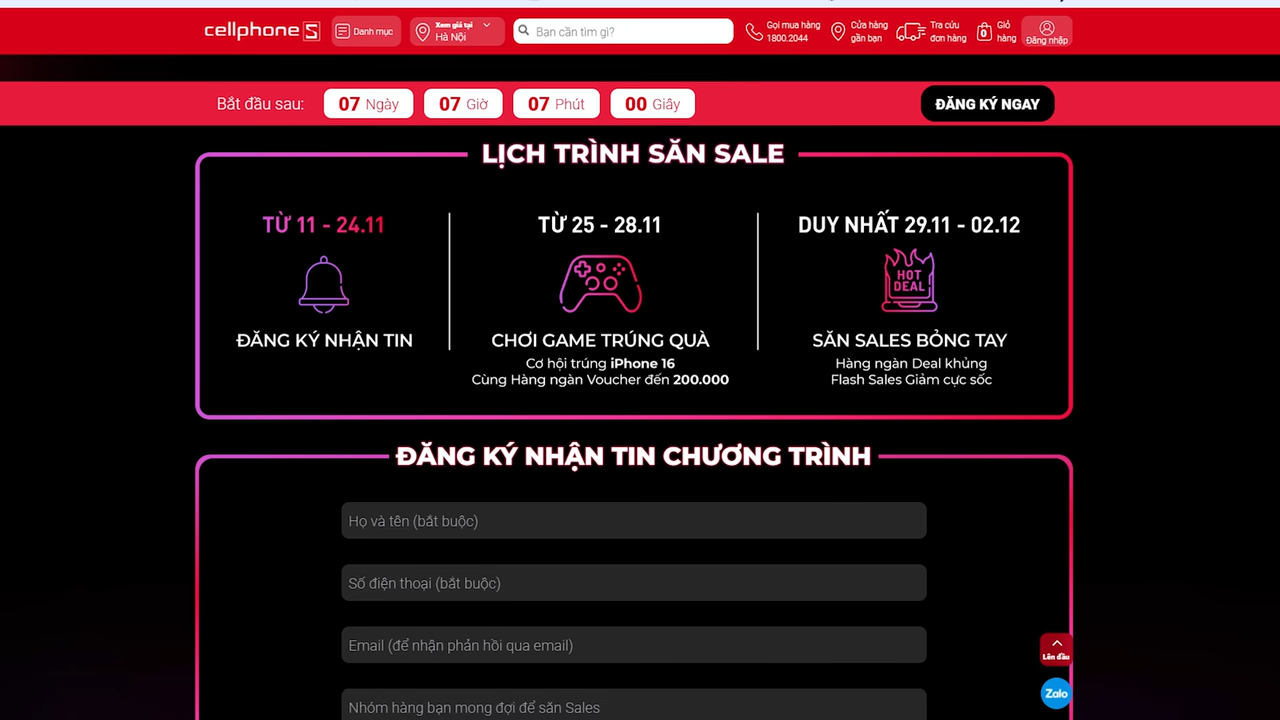 cellphoneS
Danh mục
Xem giá tại
Hà Nội
Bạn cần tìm gì?
Gọi mua hàng
1800.2044
Cửa hàng
gần bạn
Tra cứu
đơn hàng
0
Giỏ
hàng
Đăng nhập
Bắt đầu sau:
07 Ngày
07 Giờ
07 Phút
00 Giây
ĐĂNG KÝ NGAY
LỊCH TRÌNH SĂN SALE
TỪ 11 - 24.11
ĐĂNG KÝ NHẬN TIN
TỪ 25 - 28.11
CHƠI GAME TRÚNG QUÀ
Cơ hội trúng iPhone 16
Cùng Hàng ngàn Voucher đến 200.000
DUY NHẤT 29.11 - 02.12
HOT
DEAL
SĂN SALES BỎNG TAY
Hàng ngàn Deal khủng
Flash Sales Giảm cực sốc
ĐĂNG KÝ NHẬN TIN CHƯƠNG TRÌNH
Họ và tên (bắt buộc)
Số điện thoại (bắt buộc)
Email (để nhận phản hồi qua email)
Nhóm hàng bạn mong đợi để săn Sales
Lên đầu
Zalo